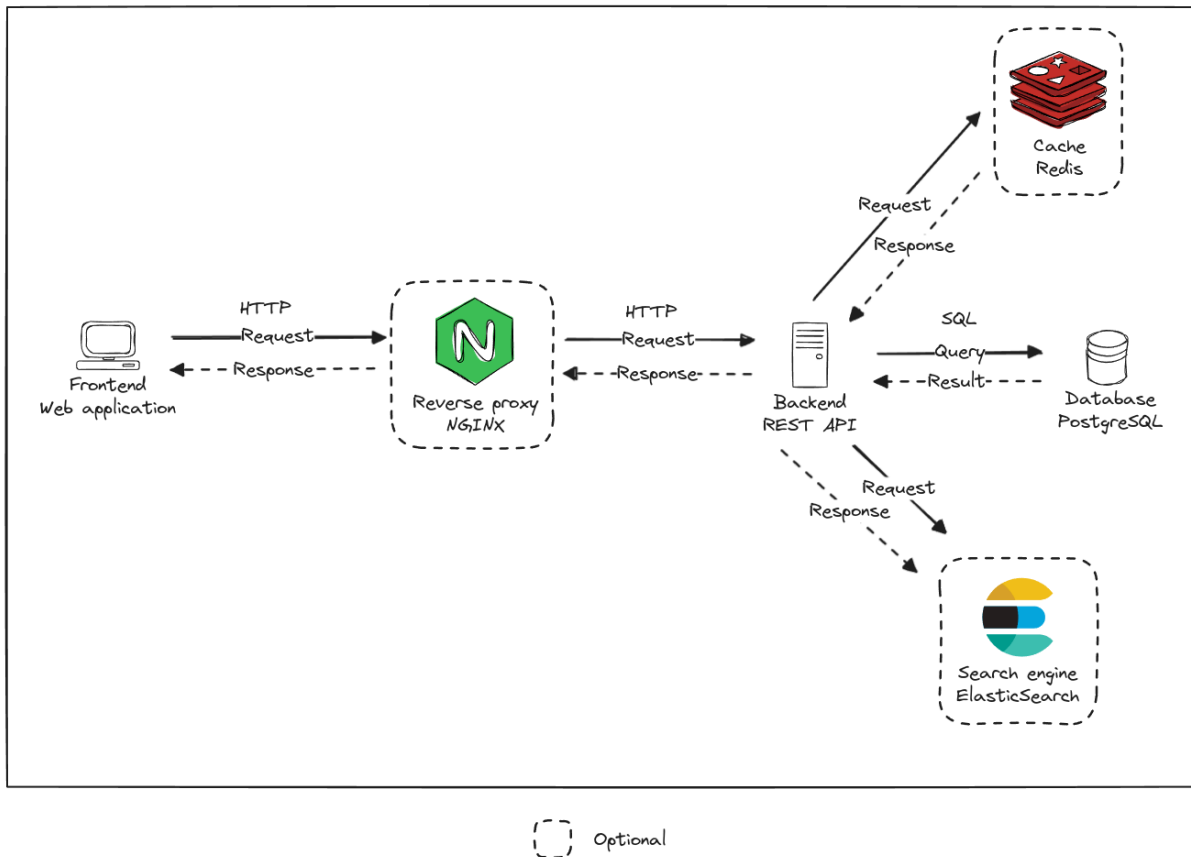 Cache
Redis
Request
Response
HTTP
Request
Response
Frontend
Web application
N
Reverse proxy
NGINX
HTTP
Request
Response
Backend
REST API
SQL
Query
Result
Database
PostgreSQL
Request
Response
Search engine
ElasticSearch
Optional